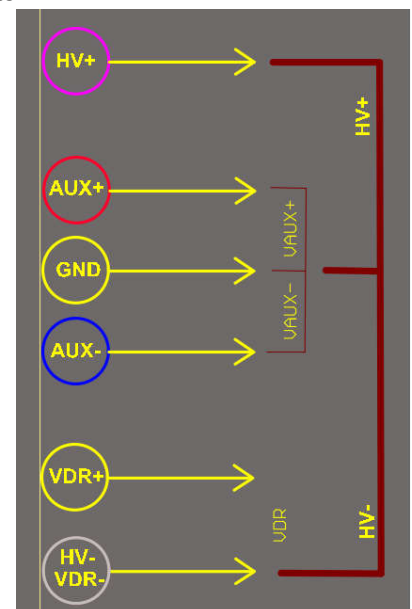 HV+
HV+
AUX+
VAUX+
GND
VAUX-
AUX-
VDR+
VDR
HV-
HV-
VDR-